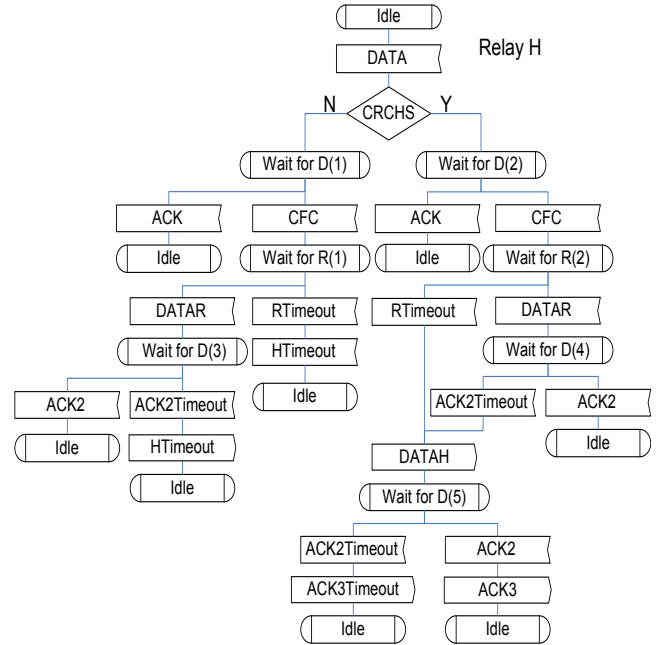 Idle
DATA
Relay H
N
CRCHS
Y
Wait for D(1)
Wait for D(2)
ACK
CFC
ACK
CFC
Idle
Wait for R(1)
Idle
Wait for R(2)
DATAR
RTimeout
RTimeout
DATAR
Wait for D(3)
HTimeout
Wait for D(4)
Idle
ACK2
ACK2Timeout
ACK2Timeout
ACK2
Idle
HTimeout
Idle
DATAH
Idle
Wait for D(5)
ACK2Timeout
ACK2
ACK3Timeout
ACK3
Idle
Idle